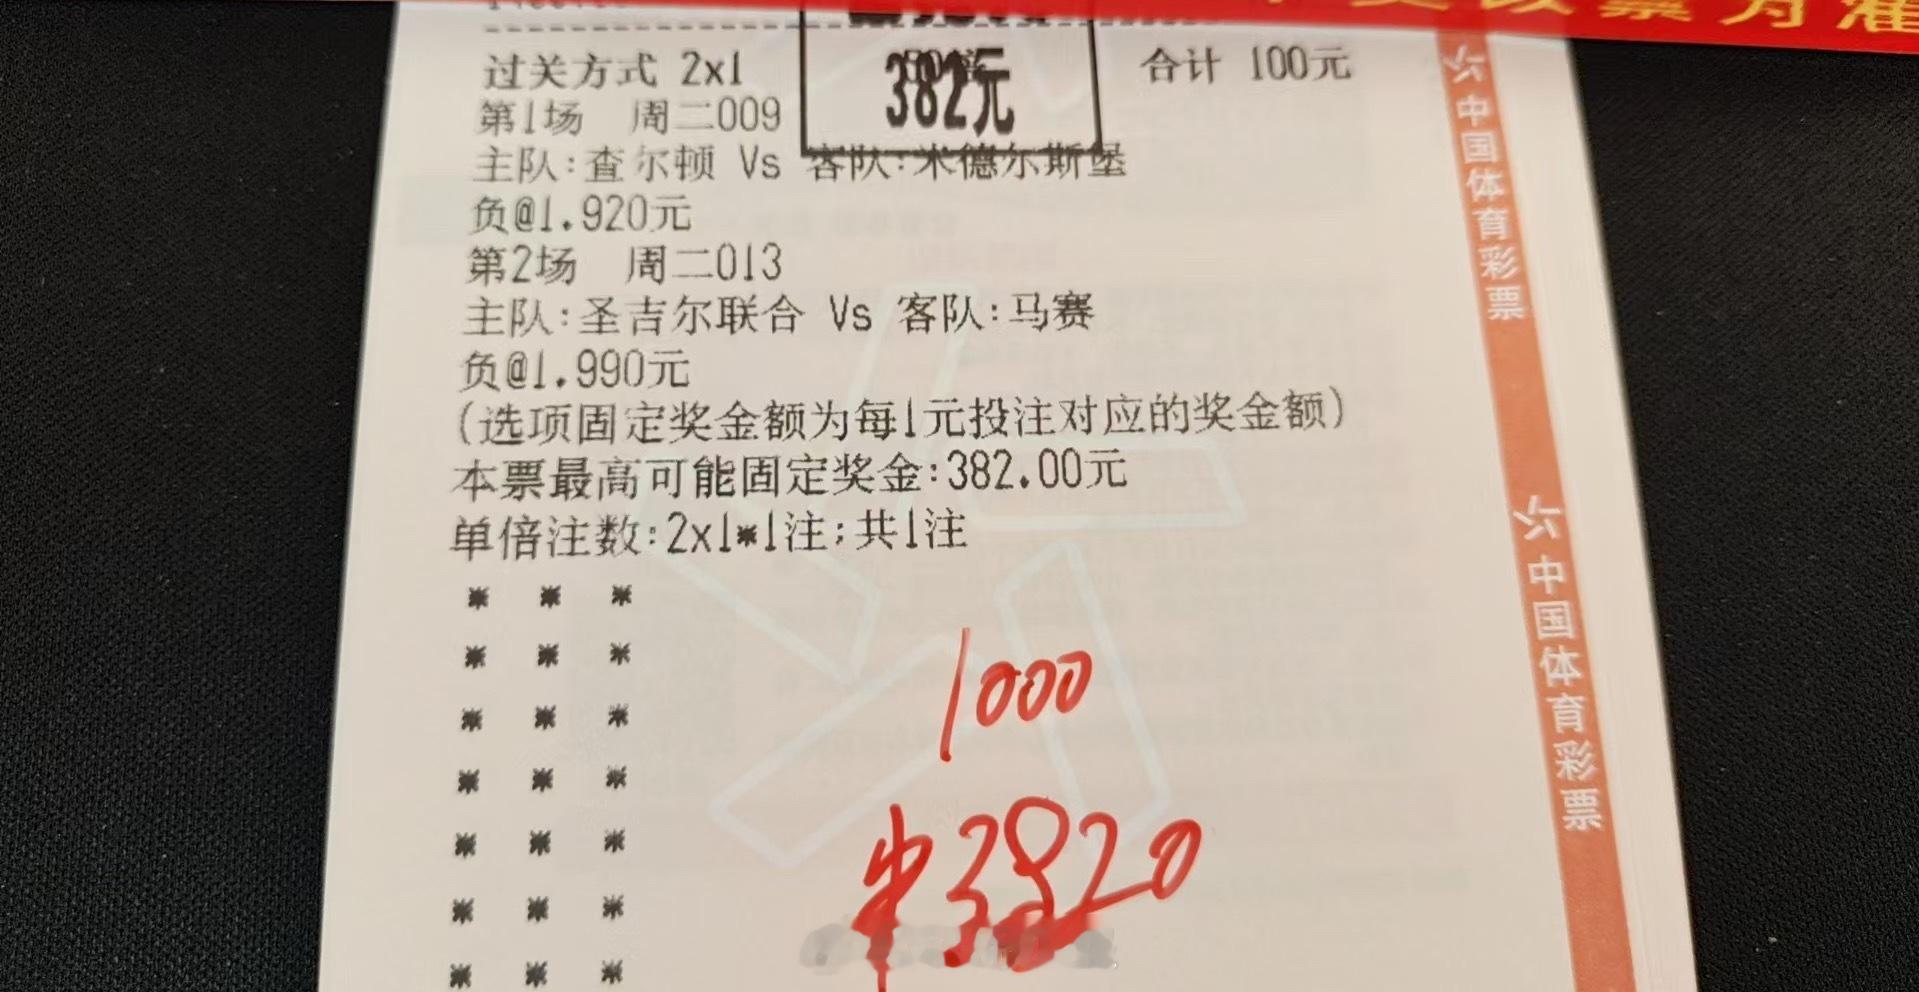 过关方式 2x1
合计 100元
382元
第1场 周二009
主队:查尔顿 Vs 客队:米德尔斯堡
负@1.920元
第2场 周二013
主队:圣吉尔联合 Vs 客队:马赛
负@1.990元
(选项固定奖金额为每1元投注对应的奖金额)
本票最高可能固定奖金:382.00元
单倍注数:2x1*1注;共1注
* * *
* * *
* * *
* * *
* * *
* * *
* * *
1000
3820
中国体育彩票
中国体育彩票